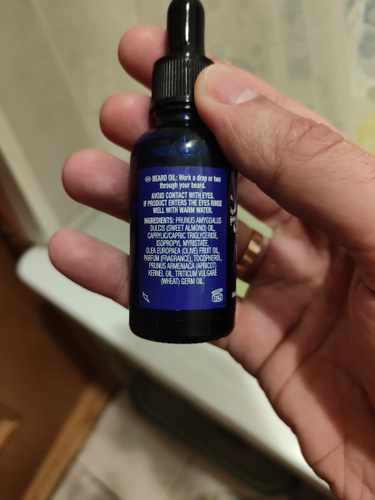 GB BEARD OIL: Work a drop or two
through your beard.
AVOID CONTACT WITH EYES.
IF PRODUCT ENTERS THE EYES RINSE
WELL WITH WARM WATER.
INGREDIENTS: PRUNUS AMYGDALUS
DULCIS (SWEET ALMOND) OIL,
CAPRYLIC/CAPRIC TRIGLYCERIDE,
ISOPROPYL MYRISTATE,
OLEA EUROPAEA (OLIVE) FRUIT OIL,
PARFUM (FRAGRANCE), TOCOPHEROL,
PRUNUS ARMENIACA (APRICOT)
KERNEL OIL, TRITICUM VULGARE
(WHEAT) GERM OIL.